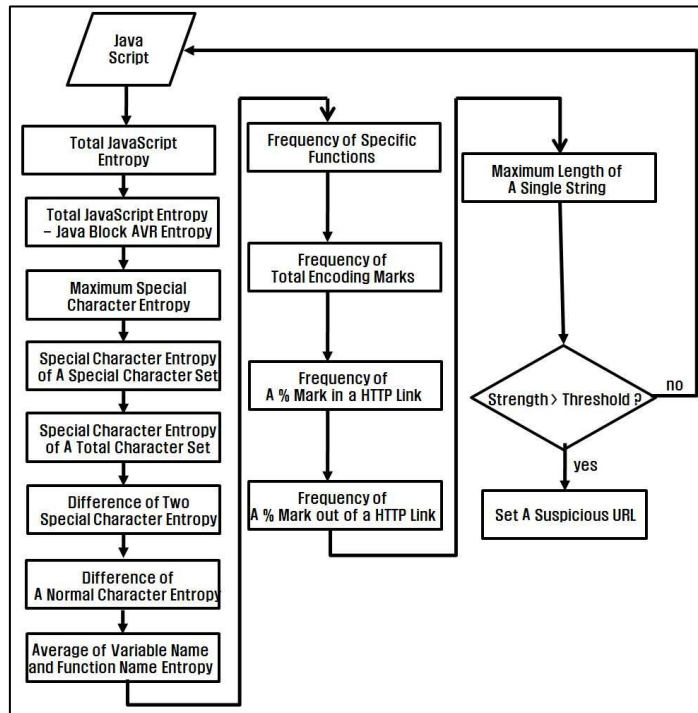 Java
Script
Total JavaScript
Entropy
Total JavaScript Entropy
– Java Block AVR Entropy
Maximum Special
Character Entropy
Special Character Entropy
of A Special Character Set
Special Character Entropy
of A Total Character Set
Difference of Two
Special Character Entropy
Difference of
A Normal Character Entropy
Average of Variable Name
and Function Name Entropy
Frequency of Specific
Functions
Frequency of
Total Encoding Marks
Frequency of
A % Mark in a HTTP Link
Frequency of
A % Mark out of a HTTP Link
Maximum Length of
A Single String
Strength > Threshold ?
no
yes
Set A Suspicious URL